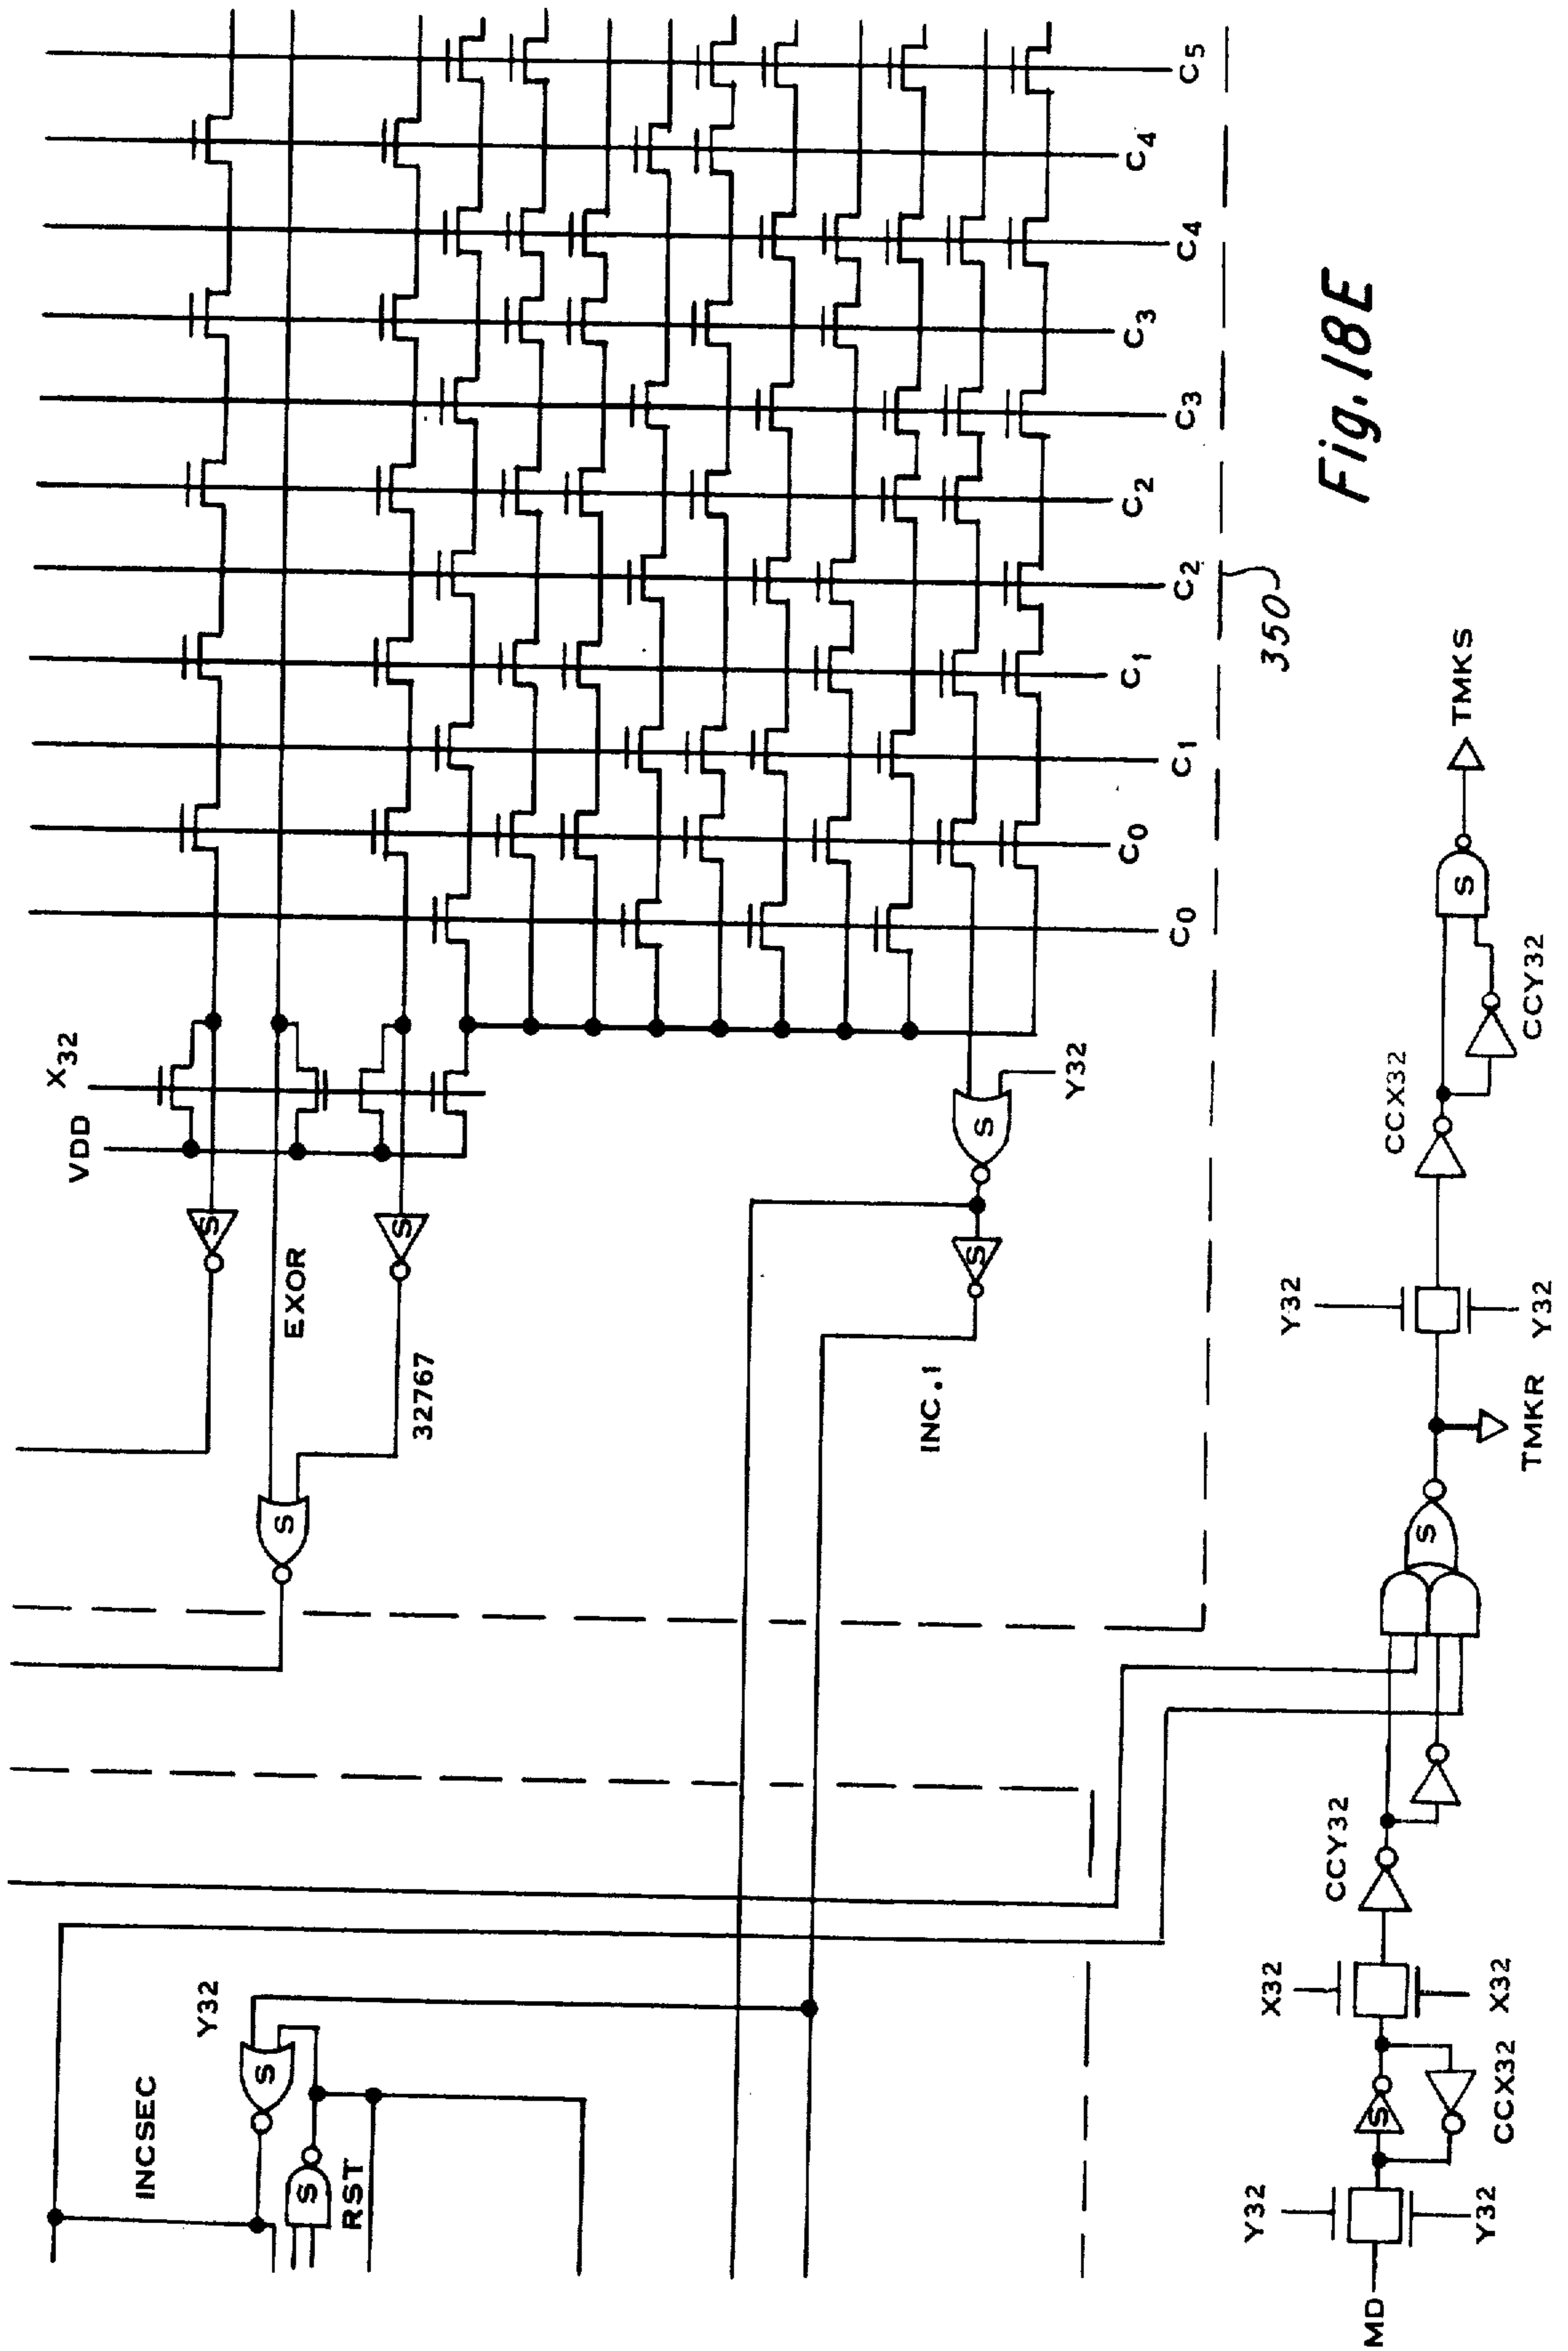 X32
VDD
EXOR
32767
C5
C4
C4
C3
C3
C2
C2
C1
C1
C0
C0
INC.1
Y32
S
S
S
S
S
350
Fig. 18E
INCSEC
Y32
S
S
RST
MD
Y32
Y32
S
CCX32
X32
X32
CCY32
S
TMKR
Y32
Y32
CCX32
CCY32
S
TMKS